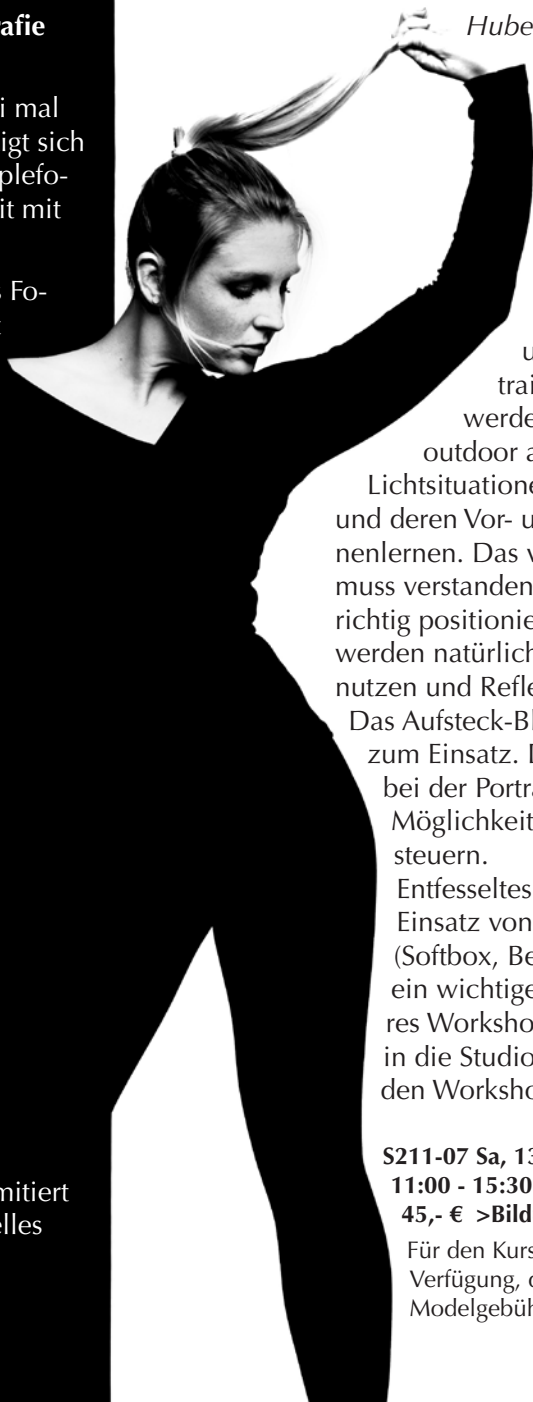 afie
i mal
igt sich
plefo-
it mit
s Fo-
t
mitiert
elles
Hube
u
trai
werde
outdoor a
Lichtsituatione
und deren Vor- u
nenlernen. Das v
muss verstanden
richtig positionie
werden natürlich
nutzen und Refle
Das Aufsteck-Bl
zum Einsatz. D
bei der Porträ
Möglichkeit
steuern.
Entfesseltes
Einsatz von
(Softbox, Be
ein wichtige
res Worksho
in die Studio
den Worksho
S211-07 Sa, 13
11:00 - 15:30
45,- € >Bild
Für den Kurs
Verfügung, d
Modelgebüh